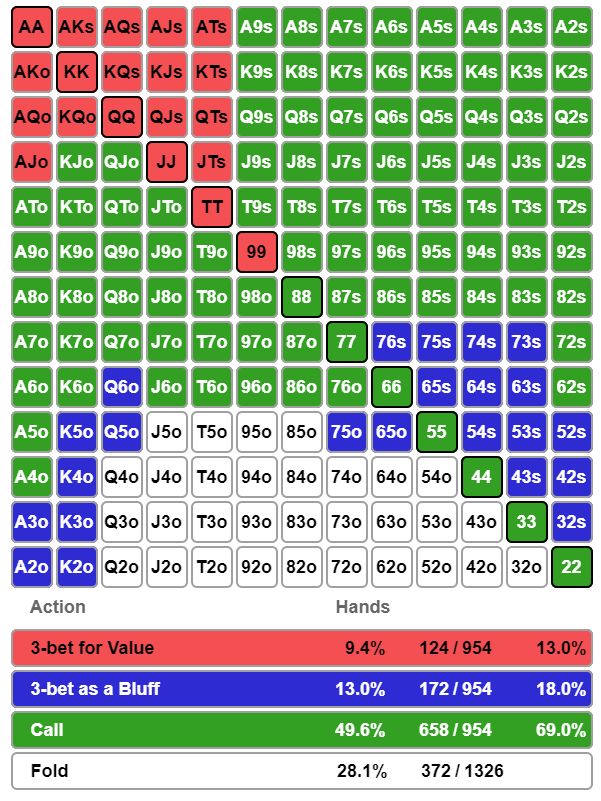 AA AKs AQs AJs ATs A9s A8s A7s A6s A5s A4s A3s A2s
AKo KK KQs KJs KTs K9s K8s K7s K6s K5s K4s K3s K2s
AQo KQo QQ QJs QTs Q9s Q8s Q7s Q6s Q5s Q4s Q3s Q2s
AJo KJo QJo JJ JTs J9s J8s J7s J6s J5s J4s J3s J2s
ATo KTo QTo JTo TT T9s T8s T7s T6s T5s T4s T3s T2s
A9o K9o Q9o J9o T9o 99 98s 97s 96s 95s 94s 93s 92s
A8o K8o Q8o J8o T8o 98o 88 87s 86s 85s 84s 83s 82s
A7o K7o Q7o J7o T7o 97o 87o 77 76s 75s 74s 73s 72s
A6o K6o Q6o J6o T6o 96o 86o 76o 66 65s 64s 63s 62s
A5o K5o Q5o J5o T5o 95o 85o 75o 65o 55 54s 53s 52s
A4o K4o Q4o J4o T4o 94o 84o 74o 64o 54o 44 43s 42s
A3o K3o Q3o J3o T3o 93o 83o 73o 63o 53o 43o 33 32s
A2o K2o Q2o J2o T2o 92o 82o 72o 62o 52o 42o 32o 22
Action Hands
3-bet for Value 9.4% 124 / 954 13.0%
3-bet as a Bluff 13.0% 172 / 954 18.0%
Call 49.6% 658 / 954 69.0%
Fold 28.1% 372 / 1326